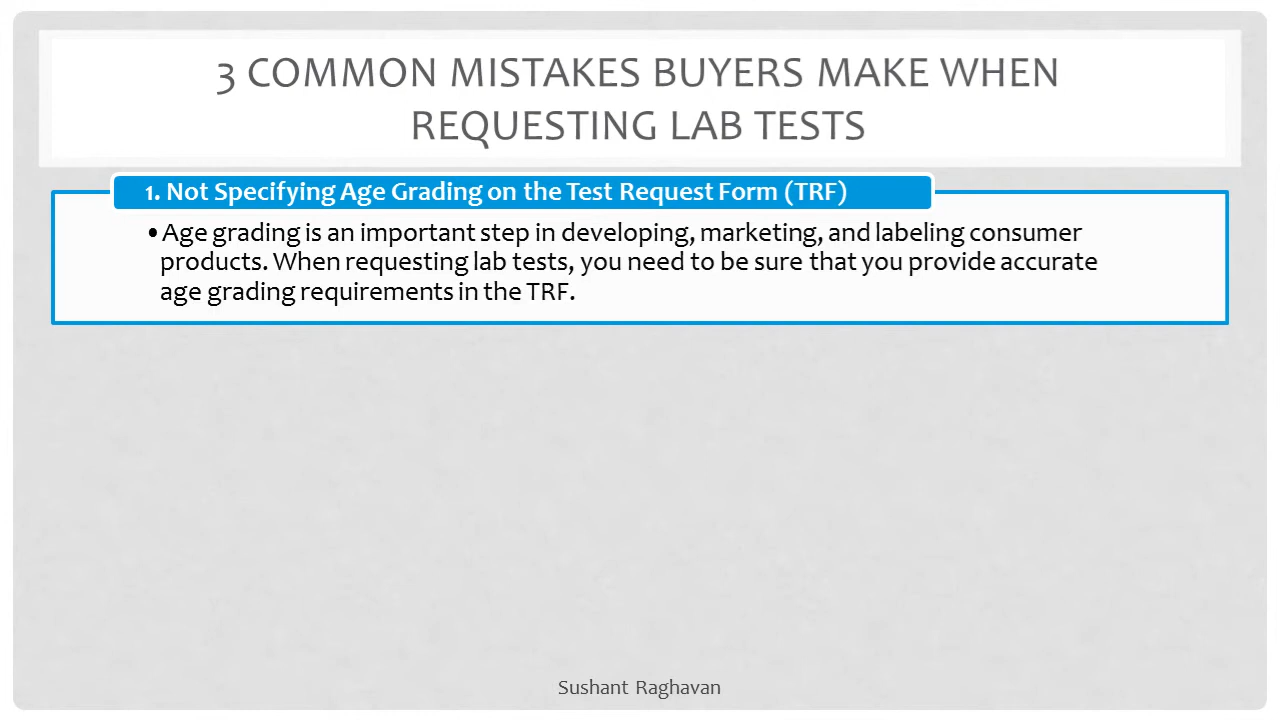 3 COMMON MISTAKES BUYERS MAKE WHEN
REQUESTING LAB TESTS
1. Not Specifying Age Grading on the Test Request Form (TRF)
•Age grading is an important step in developing, marketing, and labeling consumer
products. When requesting lab tests, you need to be sure that you provide accurate
age grading requirements in the TRF.
Sushant Raghavan